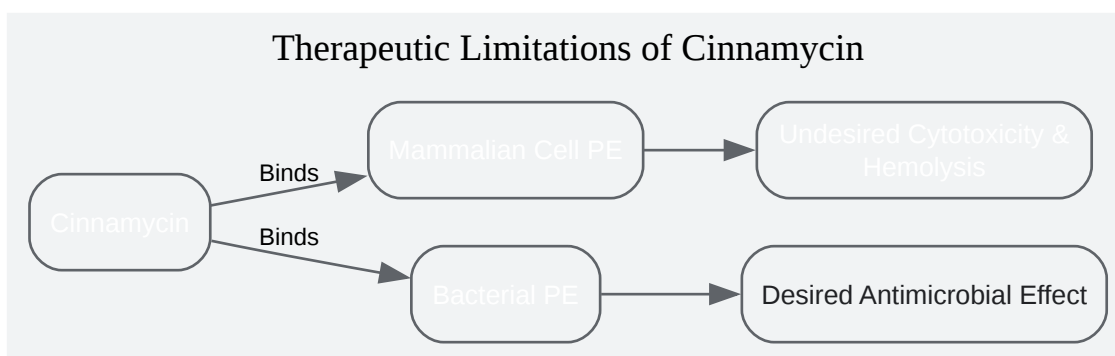 Therapeutic Limitations of Cinnamycin
Cinnamycin
Binds
Mammalian Cell PE
Undesired Cytotoxicity &
Hemolysis
Binds
Bacterial PE
Desired Antimicrobial Effect